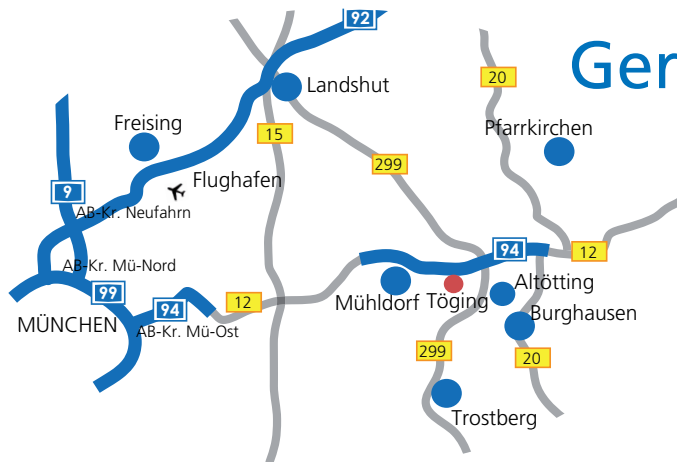 92
Ger
20
Landshut
Freising
15
Pfarrkirchen
299
Flughafen
9
AB-Kr. Neufahrn
94
12
AB-Kr. Mü-Nord
99
Mühldorf
Töging
Altötting
94
12
Burghausen
MÜNCHEN
AB-Kr. Mü-Ost
299
20
Trostberg